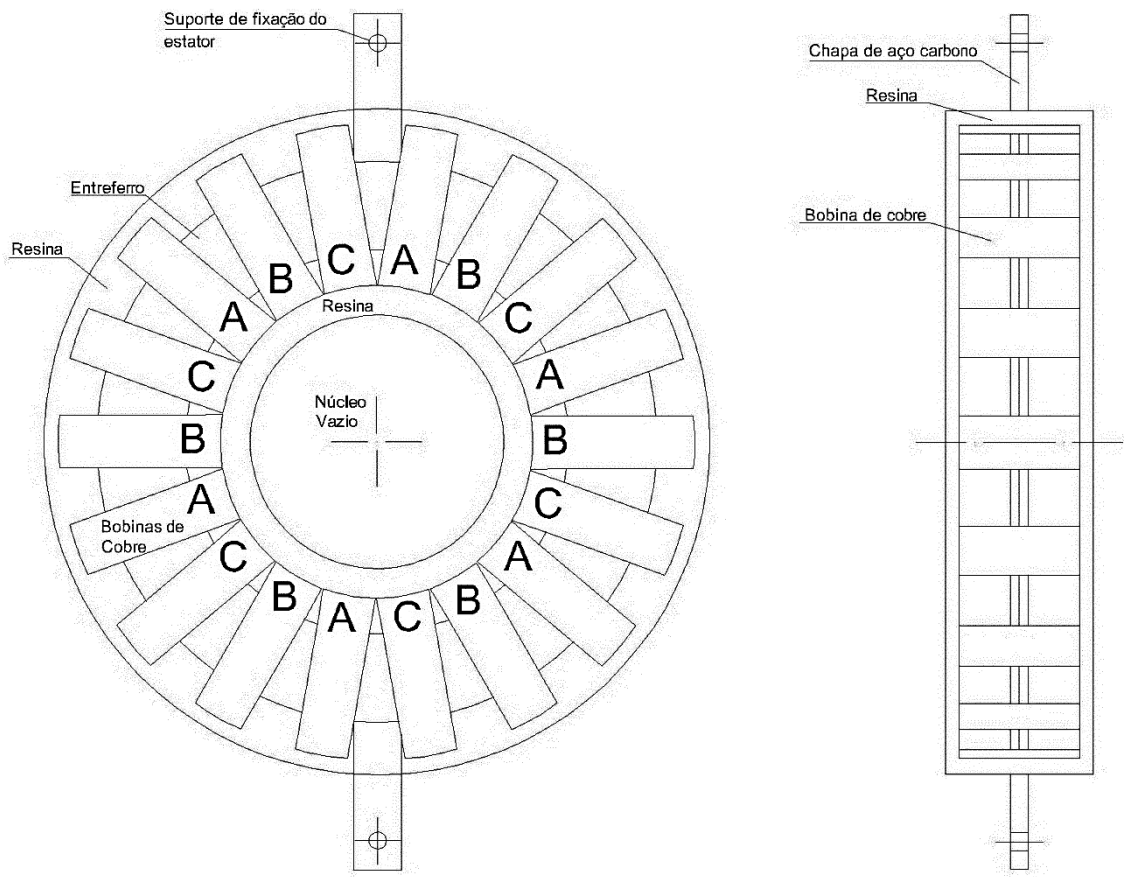 Suporte de fixação do
estator
Entreferro
Resina
C
A
B
B
C
A
Resina
C
A
B
Núcleo
Vazio
B
A
C
Bobinas de
Cobre
C
A
B
A
C
B
Chapa de aço carbono
Resina
Bobina de cobre